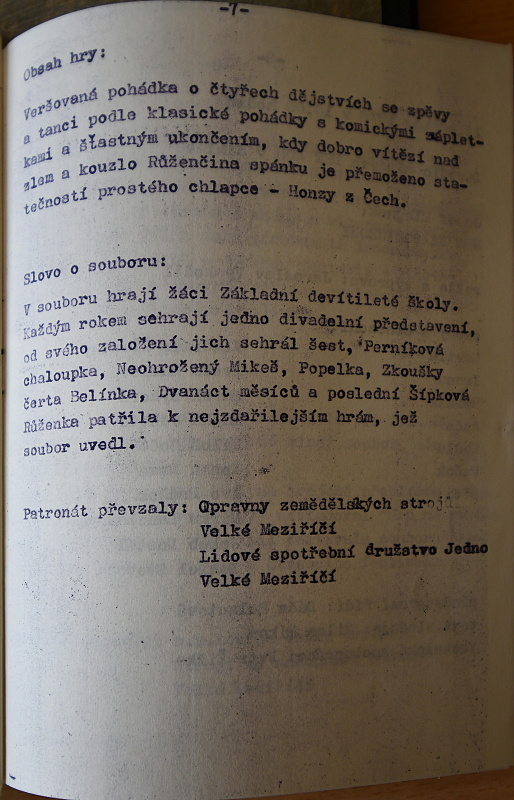 -7-
Obsah hry:
Veršovaná pohádka o čtyřech dějstvích se zpěvy
a tanci podle klasické pohádky s komickými záplet-
kami a šťastným ukončením, kdy dobro vítězí nad
zlem a kouzlo Růženčina spánku je přemoženo sta-
tečností prostého chlapce - Honzy z Čech.
Slovo o souboru:
V souboru hrají žáci Základní devítileté školy.
Každým rokem sehrají jedno divadelní představení,
od svého založení jich sehrál šest, Perníková
chaloupka, Neohrožený Mikeš, Popelka, Zkoušky
čerta Belínka, Dvanáct měsíců a poslední Šípková
Růženka patřila k nejzdařilejším hrám, jež
soubor uvedl.
Patronát převzaly: Opravny zemědělských strojů
Velké Meziříčí
Lidové spotřební družstvo Jedno
Velké Meziříčí